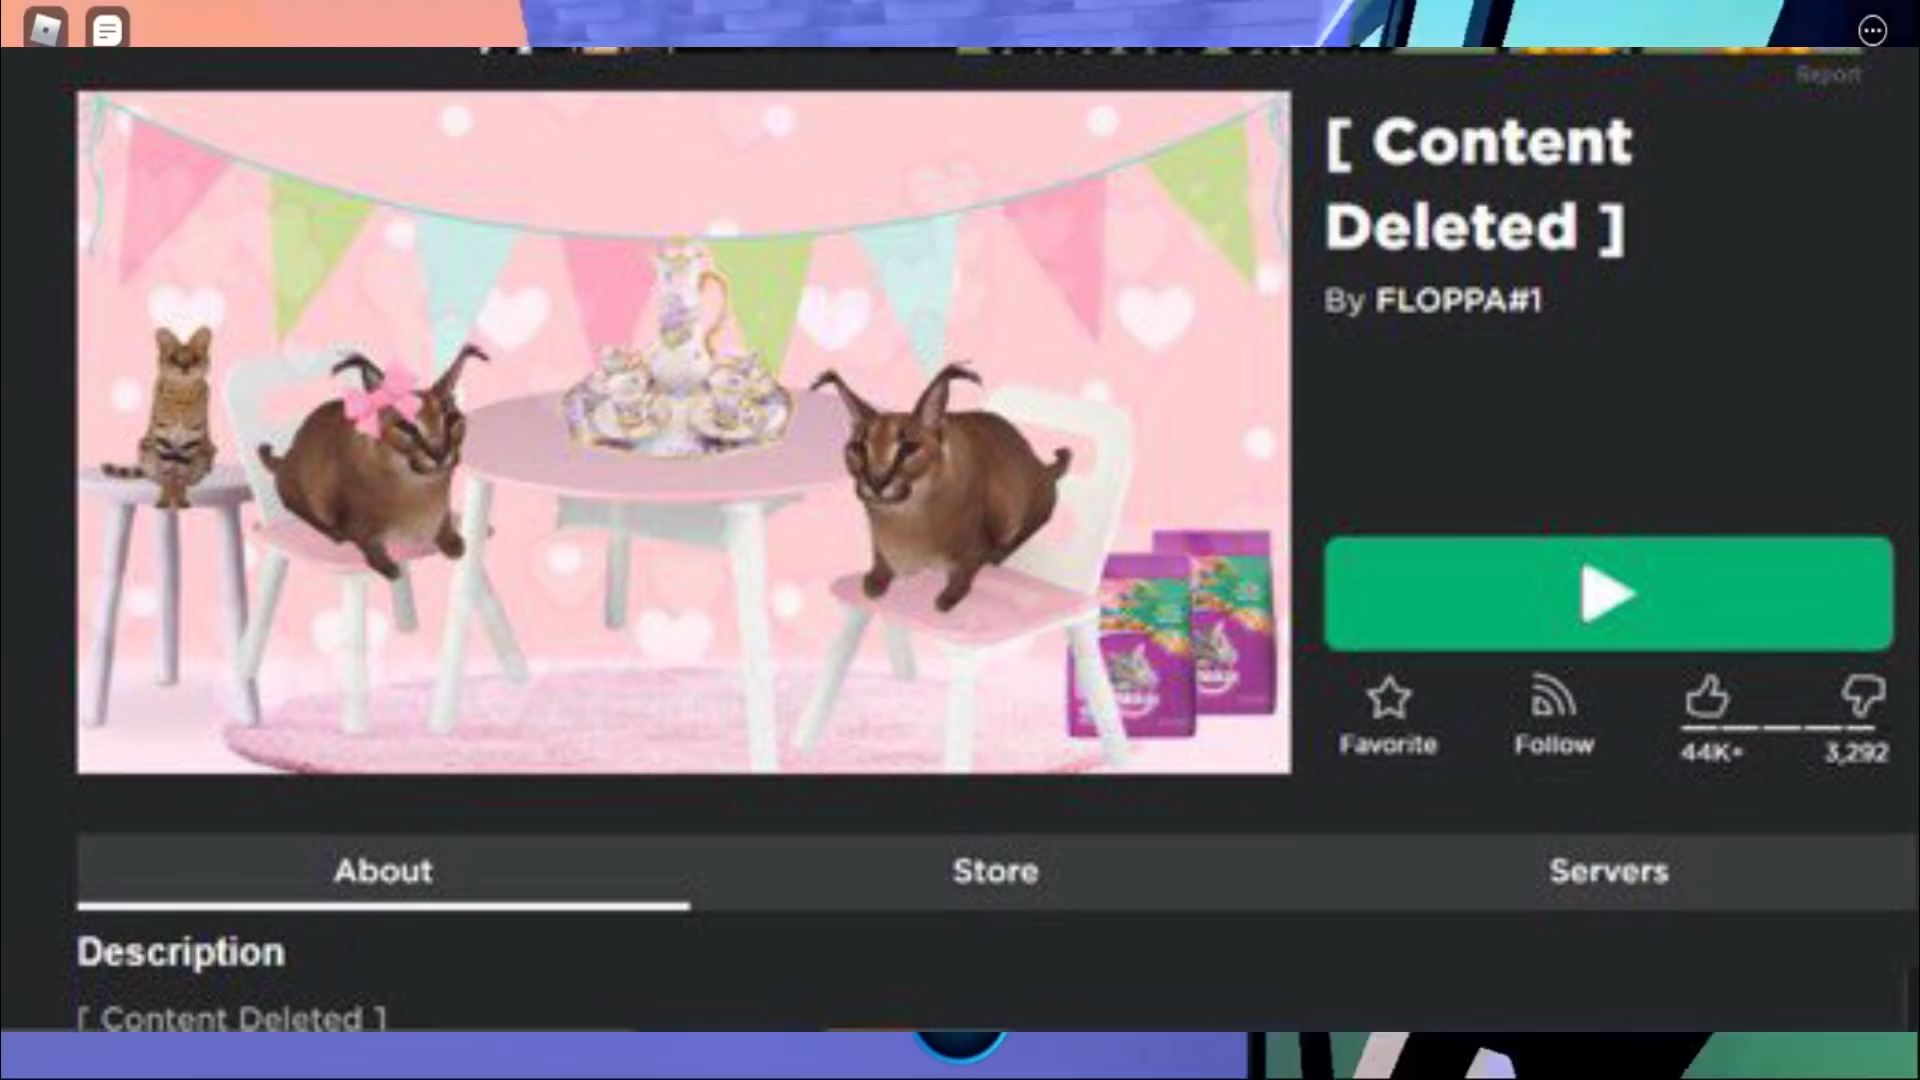 Report
[ Content
Deleted ]
By FLOPPA#1
Favorite
Follow
44K+
3,292
About
Store
Servers
Description
[ Content Deleted ]